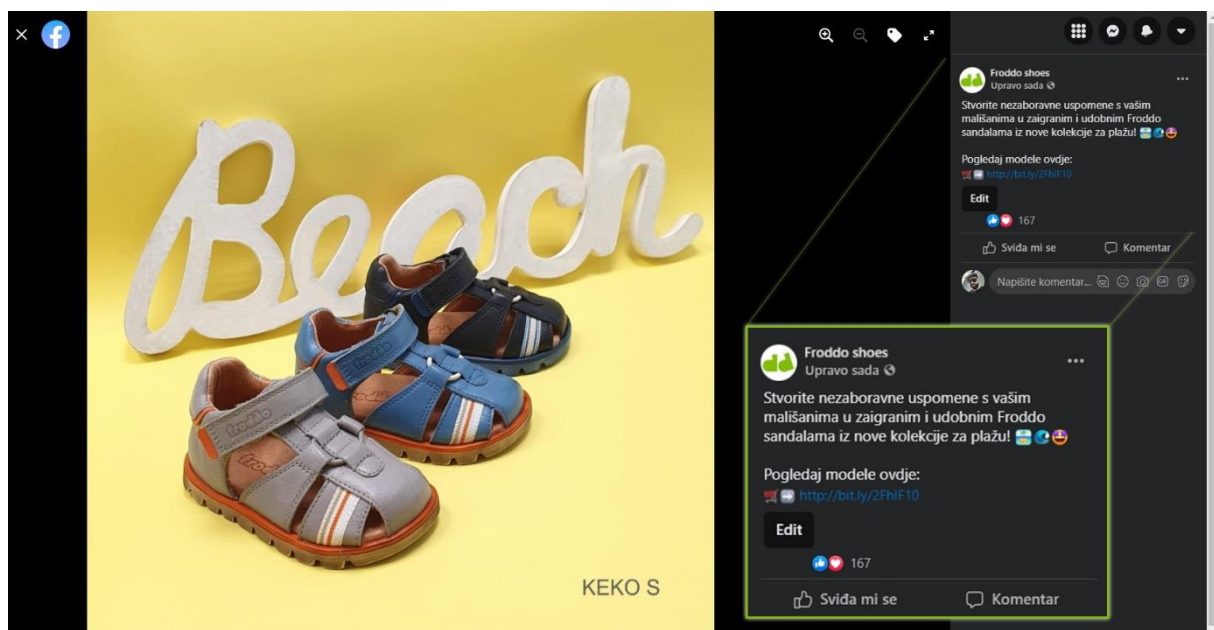 Beach
froddo
froddo
KEKO S
Froddo shoes
Upravo sada
Stvorite nezaboravne uspomene s vašim
mališanima u zaigranim i udobnim Froddo
sandalama iz nove kolekcije za plažu!
Pogledaj modele ovdje:
http://bit.ly/2FhIF10
Edit
167
Sviđa mi se
Komentar
Napišite komentar...
GIF
Froddo shoes
Upravo sada
Stvorite nezaboravne uspomene s vašim
mališanima u zaigranim i udobnim Froddo
sandalama iz nove kolekcije za plažu!
Pogledaj modele ovdje:
http://bit.ly/2FhIF10
Edit
167
Sviđa mi se
Komentar